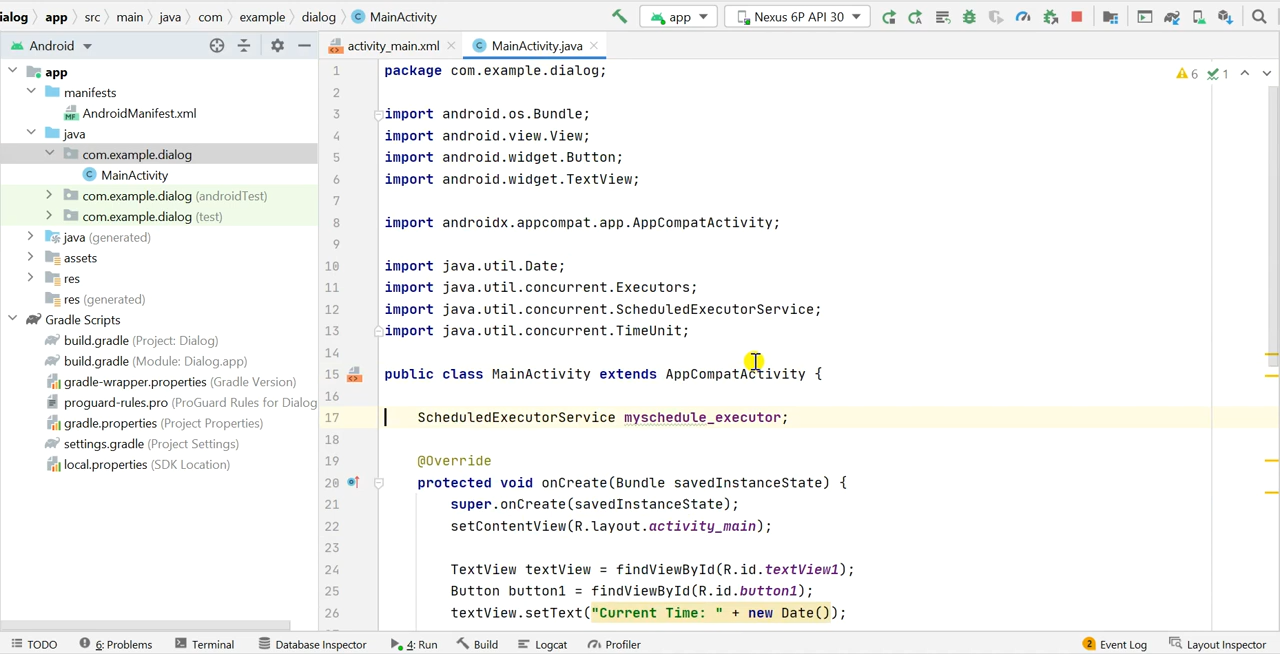 ialog app src main java com example dialog C MainActivity app Nexus 6P API 30
Android activity_main.xml C MainActivity.java
app
manifests
MF AndroidManifest.xml
java
com.example.dialog
C MainActivity
com.example.dialog (androidTest)
com.example.dialog (test)
java (generated)
assets
res
res (generated)
Gradle Scripts
build.gradle (Project: Dialog)
build.gradle (Module: Dialog.app)
gradle-wrapper.properties (Gradle Version)
proguard-rules.pro (ProGuard Rules for Dialog
gradle.properties (Project Properties)
settings.gradle (Project Settings)
local.properties (SDK Location)
6 1
1 package com.example.dialog;
2
3 import android.os.Bundle;
4 import android.view.View;
5 import android.widget.Button;
6 import android.widget.TextView;
7
8 import androidx.appcompat.app.AppCompatActivity;
9
10 import java.util.Date;
11 import java.util.concurrent.Executors;
12 import java.util.concurrent.ScheduledExecutorService;
13 import java.util.concurrent.TimeUnit;
14
15 public class MainActivity extends AppCompatActivity {
16
17 ScheduledExecutorService myschedule_executor;
18
19 @Override
20 protected void onCreate(Bundle savedInstanceState) {
21 super.onCreate(savedInstanceState);
22 setContentView(R.layout.activity_main);
23
24 TextView textView = findViewById(R.id.textView1);
25 Button button1 = findViewById(R.id.button1);
26 textView.setText("Current Time: " + new Date());
TODO 6: Problems Terminal Database Inspector 4: Run Build Logcat Profiler 2 Event Log Layout Inspector